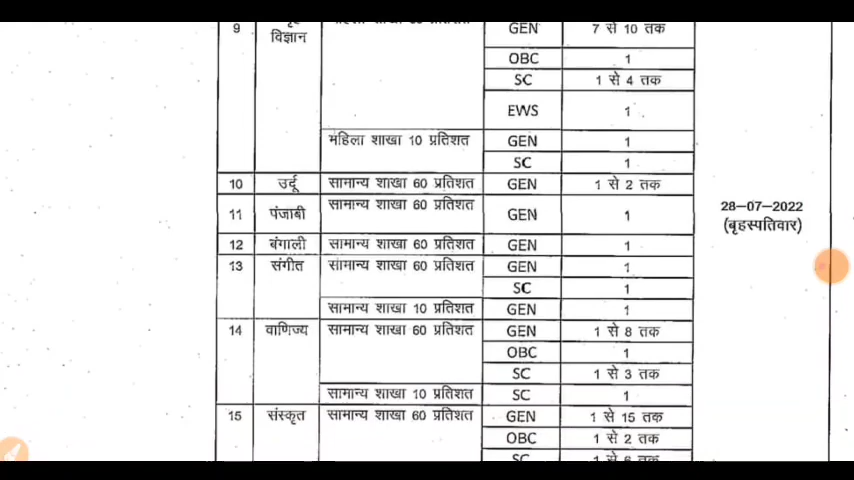 9 गृह विज्ञान GEN 7 से 10 तक
OBC 1
SC 1 से 4 तक
EWS 1
महिला शाखा 10 प्रतिशत GEN 1
SC 1
10 उर्दू सामान्य शाखा 60 प्रतिशत GEN 1 से 2 तक
11 पंजाबी सामान्य शाखा 60 प्रतिशत GEN 1
28-07-2022
(बृहस्पतिवार)
12 बंगाली सामान्य शाखा 60 प्रतिशत GEN 1
13 संगीत सामान्य शाखा 60 प्रतिशत GEN 1
SC 1
सामान्य शाखा 10 प्रतिशत GEN 1
14 वाणिज्य सामान्य शाखा 60 प्रतिशत GEN 1 से 8 तक
OBC 1
SC 1 से 3 तक
सामान्य शाखा 10 प्रतिशत SC 1
15 संस्कृत सामान्य शाखा 60 प्रतिशत GEN 1 से 15 तक
OBC 1 से 2 तक
SC 1 से 6 तक